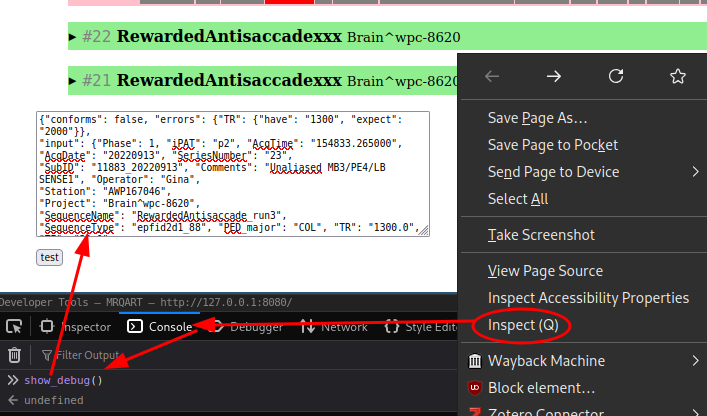 ▸ #22 RewardedAntisaccadexxx Brain^wpc-8620
▸ #21 RewardedAntisaccadexxx Brain^wpc-8620
{"conforms": false, "errors": {"TR": {"have": "1300", "expect":
"2000"}},
"input": {"Phase": 1, "iPAT": "p2", "AcqTime": "154833.265000",
"AcqDate": "20220913", "SeriesNumber": "23",
"SubID": "11883_20220913", "Comments": "Unaliased MB3/PE4/LB
SENSE1", "Operator": "Gina",
"Station": "AWP167046",
"Project": "Brain^wpc-8620",
"SequenceName": "RewardedAntisaccade_run3",
"SequenceType": "epfid2d1_88", "PED_major": "COL", "TR": "1300.0",
test
Developer Tools — MRQART — http://127.0.0.1:8080/
Inspector
Console
Debugger
Network
Style Edite
Filter Output
show_debug()
undefined
Save Page As…
Save Page to Pocket
Send Page to Device
Select All
Take Screenshot
View Page Source
Inspect Accessibility Properties
Inspect (Q)
Wayback Machine
Block element…
Zotero Connector